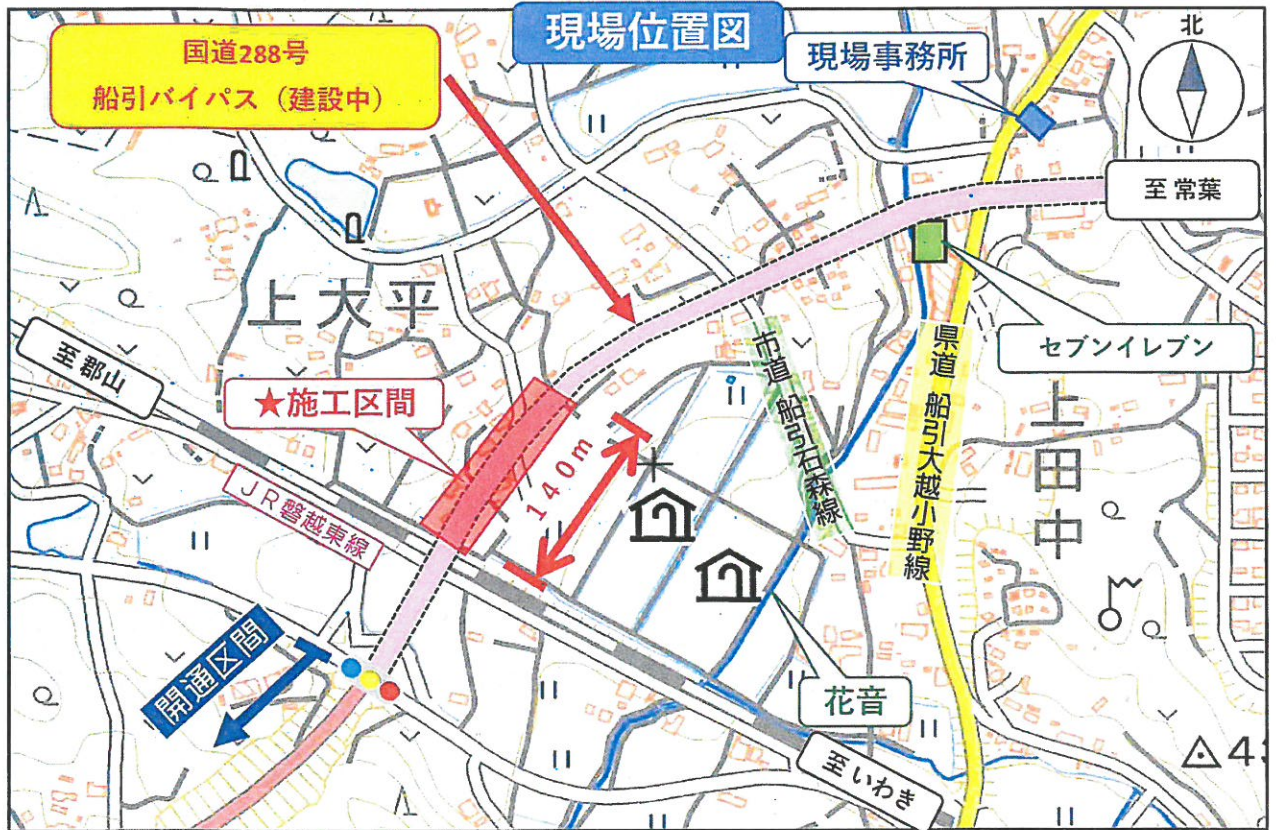 現場位置図
国道288号
船引バイパス（建設中）
現場事務所
北
至 常葉
上大平
セブンイレブン
至 郡山
★施工区間
市道 船引石森線
県道 船引大越小野線
上田中
140m
JR磐越東線
開通区間
花音
至 いわき